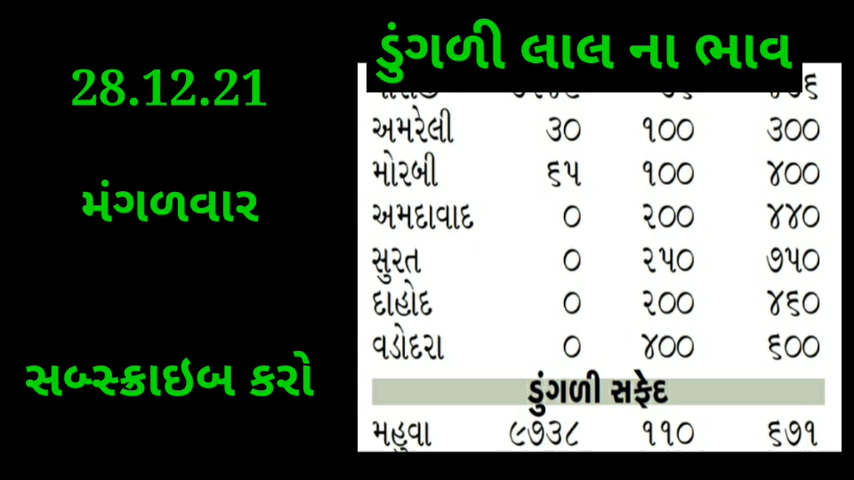 ડુંગળી લાલ ના ભાવ
28.12.21
મંગળવાર
સબ્સ્ક્રાઇબ કરો
અમરેલી ૩૦ ૧૦૦ ૩૦૦
મોરબી ૬૫ ૧૦૦ ૪૦૦
અમદાવાદ ૦ ૨૦૦ ૪૪૦
સુરત ૦ ૨૫૦ ૭૫૦
દાહોદ ૦ ૨૦૦ ૪૬૦
વડોદરા ૦ ૪૦૦ ૬૦૦
ડુંગળી સફેદ
મહુવા ૯૭૩૮ ૧૧૦ ૬૭૧